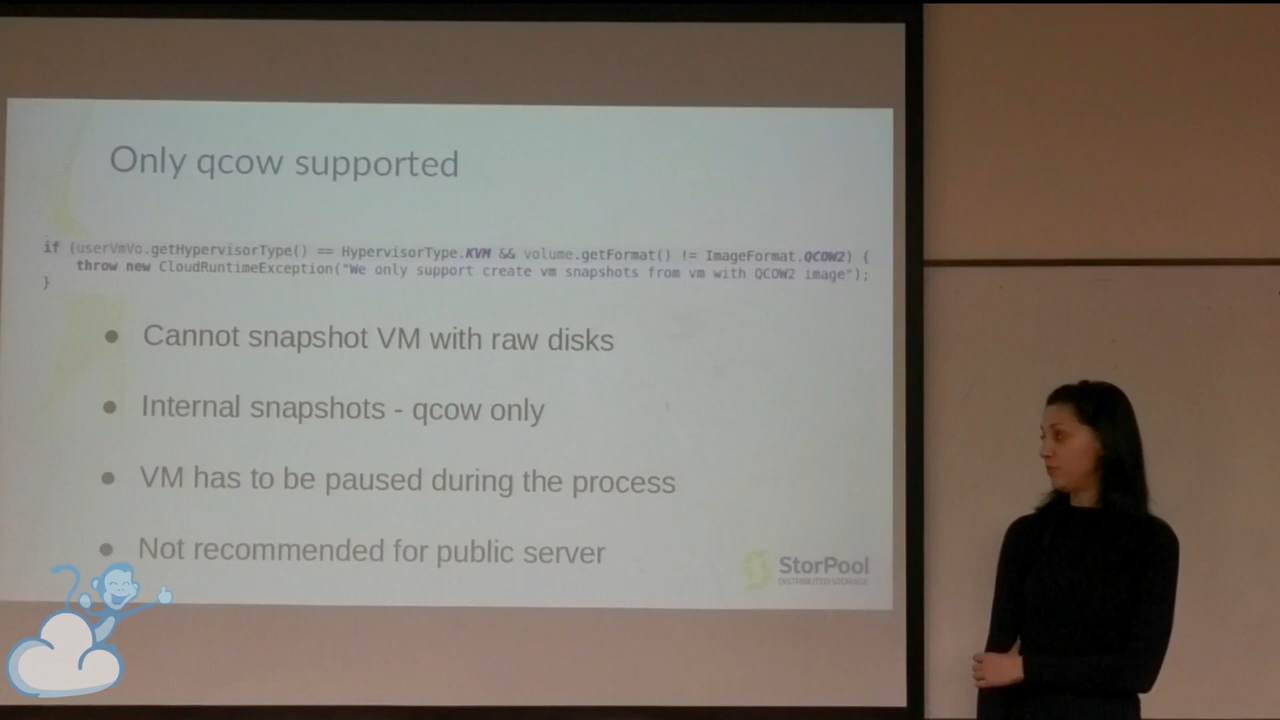 Only qcow supported
if (userVmVo.getHypervisorType() == HypervisorType.KVM && volume.getFormat() != ImageFormat.QCOW2) {
throw new CloudRuntimeException("We only support create vm snapshots from vm with QCOW2 image");
}
● Cannot snapshot VM with raw disks
● Internal snapshots - qcow only
● VM has to be paused during the process
● Not recommended for public server
StorPool
DISTRIBUTED STORAGE